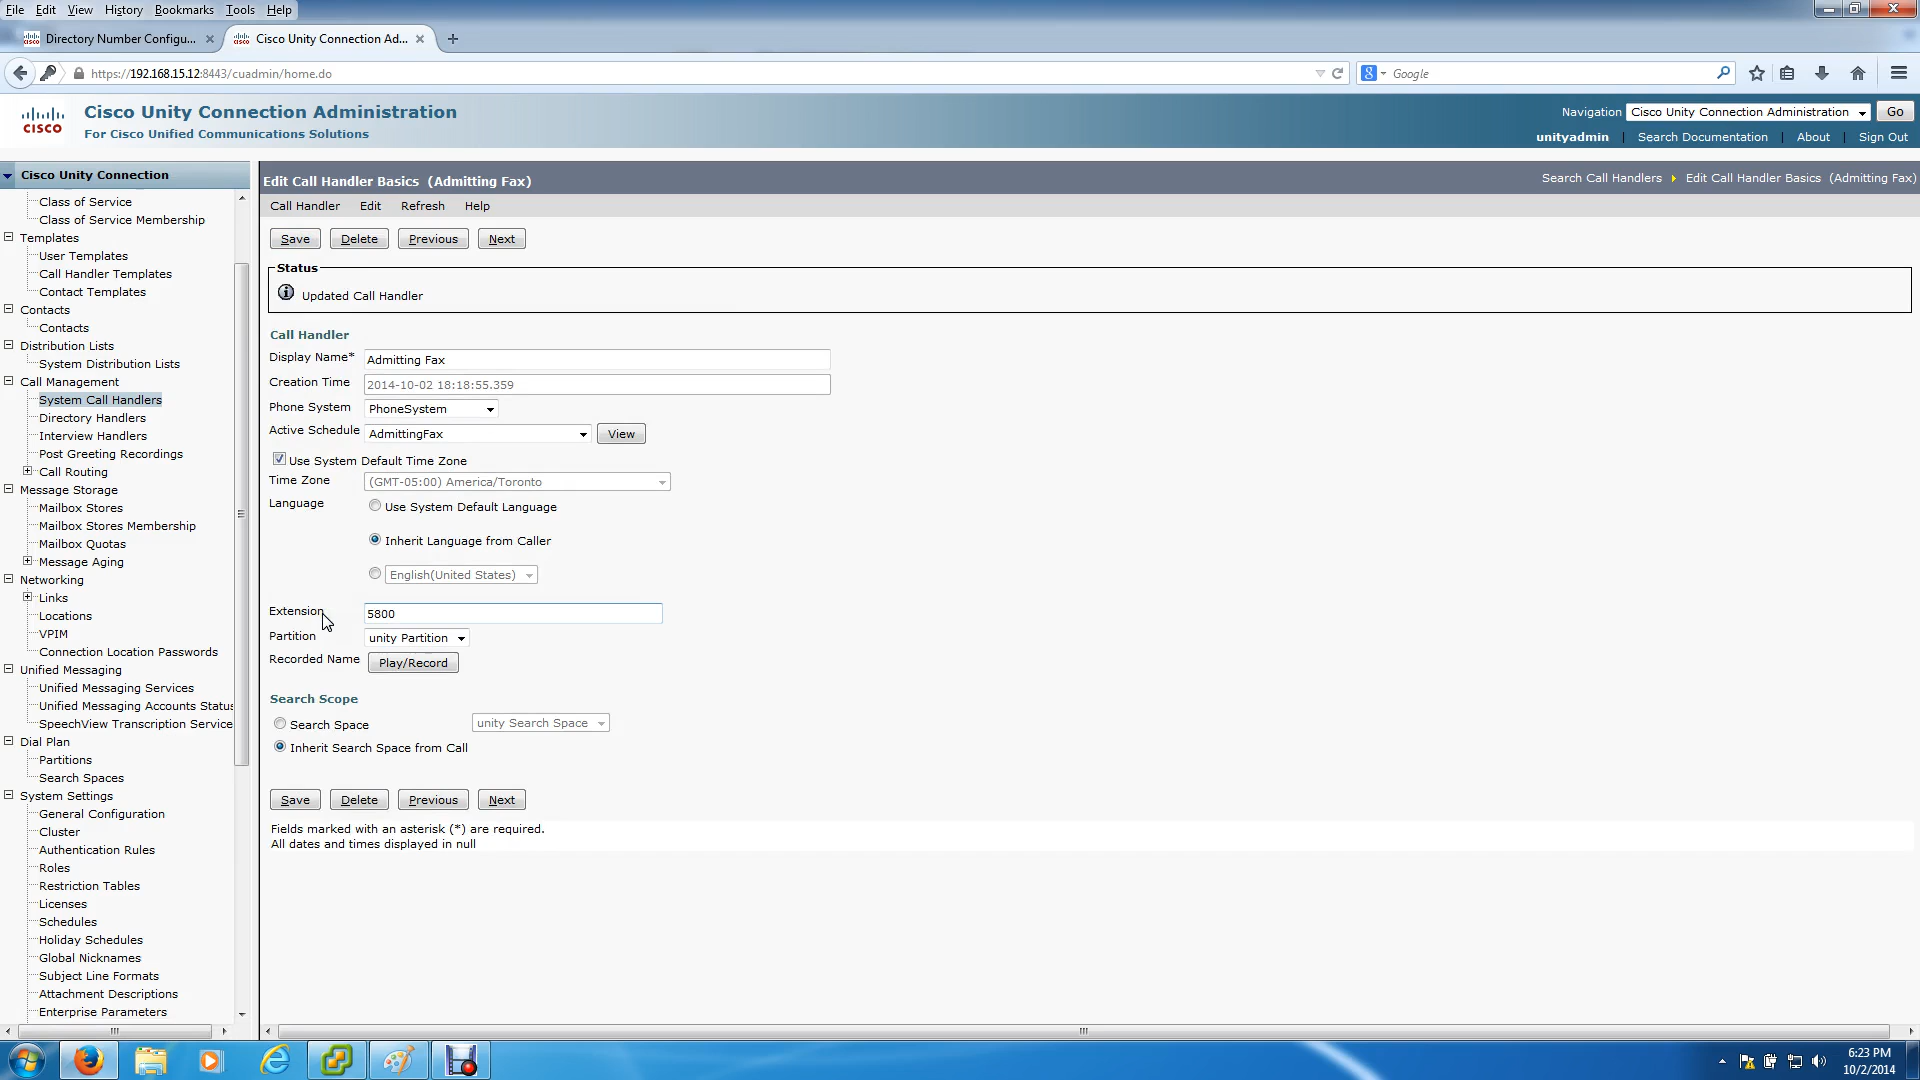 File Edit View History Bookmarks Tools Help
Directory Number Configu...
Cisco Unity Connection Ad...
https://192.168.15.12:8443/cuadmin/home.do
Google
CISCO
Cisco Unity Connection Administration
For Cisco Unified Communications Solutions
Navigation Cisco Unity Connection Administration Go
unityadmin | Search Documentation | About | Sign Out
Cisco Unity Connection
Class of Service
Class of Service Membership
Templates
User Templates
Call Handler Templates
Contact Templates
Contacts
Contacts
Distribution Lists
System Distribution Lists
Call Management
System Call Handlers
Directory Handlers
Interview Handlers
Post Greeting Recordings
Call Routing
Message Storage
Mailbox Stores
Mailbox Stores Membership
Mailbox Quotas
Message Aging
Networking
Links
Locations
VPIM
Connection Location Passwords
Unified Messaging
Unified Messaging Services
Unified Messaging Accounts Status
SpeechView Transcription Service
Dial Plan
Partitions
Search Spaces
System Settings
General Configuration
Cluster
Authentication Rules
Roles
Restriction Tables
Licenses
Schedules
Holiday Schedules
Global Nicknames
Subject Line Formats
Attachment Descriptions
Enterprise Parameters
Edit Call Handler Basics (Admitting Fax)
Search Call Handlers Edit Call Handler Basics (Admitting Fax)
Call Handler Edit Refresh Help
Save Delete Previous Next
Status
Updated Call Handler
Call Handler
Display Name* Admitting Fax
Creation Time 2014-10-02 18:18:55.359
Phone System PhoneSystem
Active Schedule AdmittingFax View
Use System Default Time Zone
Time Zone (GMT-05:00) America/Toronto
Language Use System Default Language
Inherit Language from Caller
English(United States)
Extension 5800
Partition unity Partition
Recorded Name Play/Record
Search Scope
Search Space unity Search Space
Inherit Search Space from Call
Save Delete Previous Next
Fields marked with an asterisk (*) are required.
All dates and times displayed in null
6:23 PM
10/2/2014